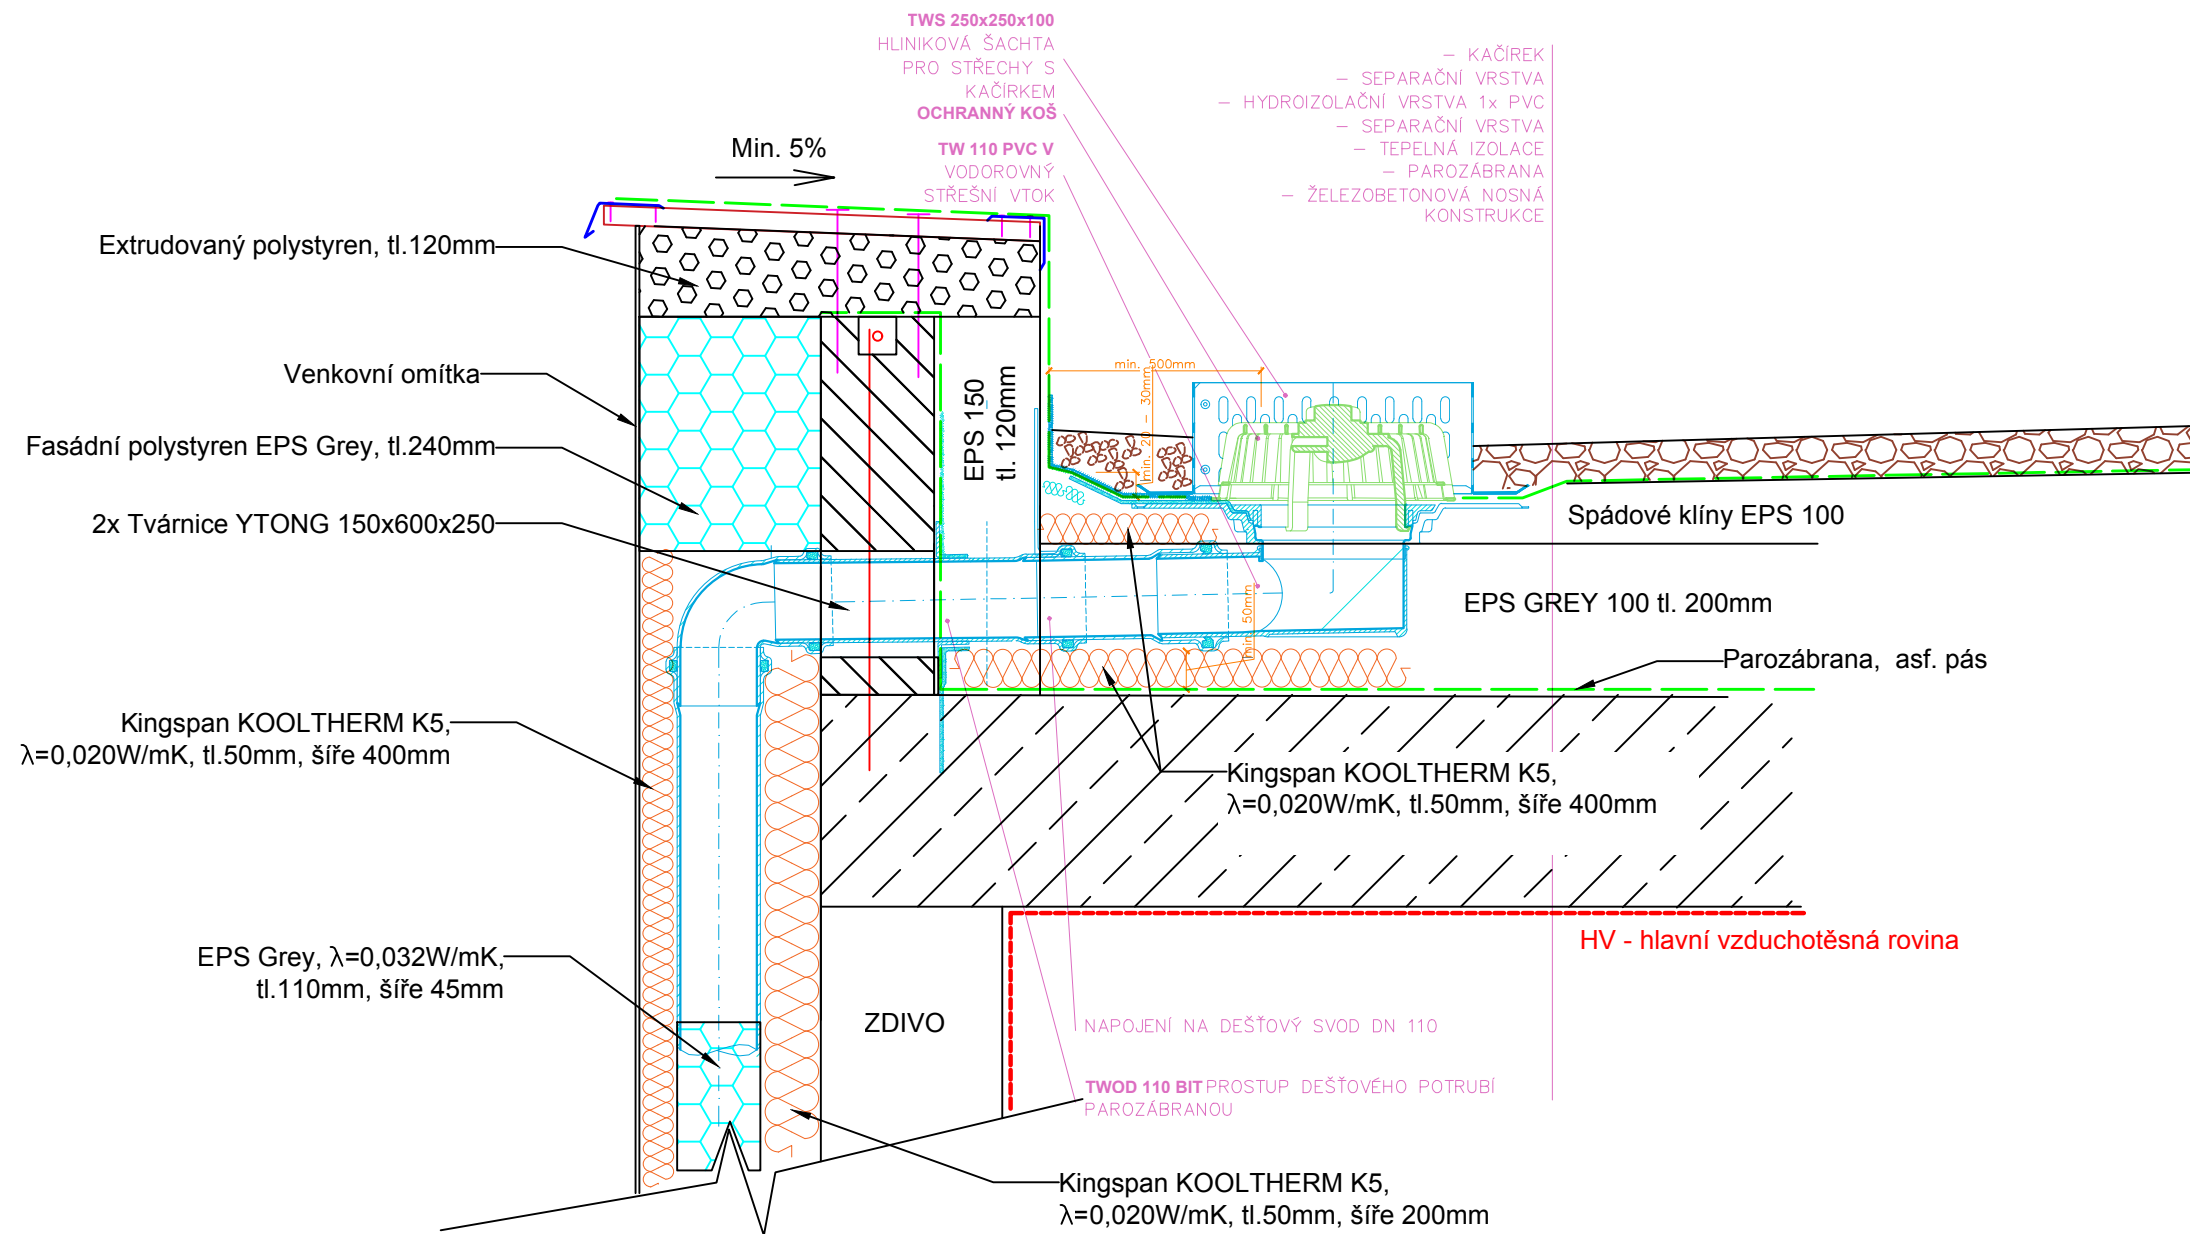 TWS 250x250x100
HLINIKOVÁ ŠACHTA
PRO STŘECHY S
KAČÍRKEM
OCHRANNÝ KOŠ
TW 110 PVC V
VODOROVNÝ
STŘEŠNÍ VTOK
– KAČÍREK
– SEPARAČNÍ VRSTVA
– HYDROIZOLAČNÍ VRSTVA 1x PVC
– SEPARAČNÍ VRSTVA
– TEPELNÁ IZOLACE
– PAROZÁBRANA
– ŽELEZOBETONOVÁ NOSNÁ
KONSTRUKCE
Min. 5%
Extrudovaný polystyren, tl.120mm
Venkovní omítka
Fasádní polystyren EPS Grey, tl.240mm
2x Tvárnice YTONG 150x600x250
EPS 150
tl. 120mm
min. 500mm
min. 20 – 30mm
Spádové klíny EPS 100
EPS GREY 100 tl. 200mm
min. 50mm
Parozábrana, asf. pás
Kingspan KOOLTHERM K5,
λ=0,020W/mK, tl.50mm, šíře 400mm
Kingspan KOOLTHERM K5,
λ=0,020W/mK, tl.50mm, šíře 400mm
HV - hlavní vzduchotěsná rovina
EPS Grey, λ=0,032W/mK,
tl.110mm, šíře 45mm
ZDIVO
NAPOJENÍ NA DEŠŤOVÝ SVOD DN 110
TWOD 110 BIT PROSTUP DEŠŤOVÉHO POTRUBÍ
PAROZÁBRANOU
Kingspan KOOLTHERM K5,
λ=0,020W/mK, tl.50mm, šíře 200mm